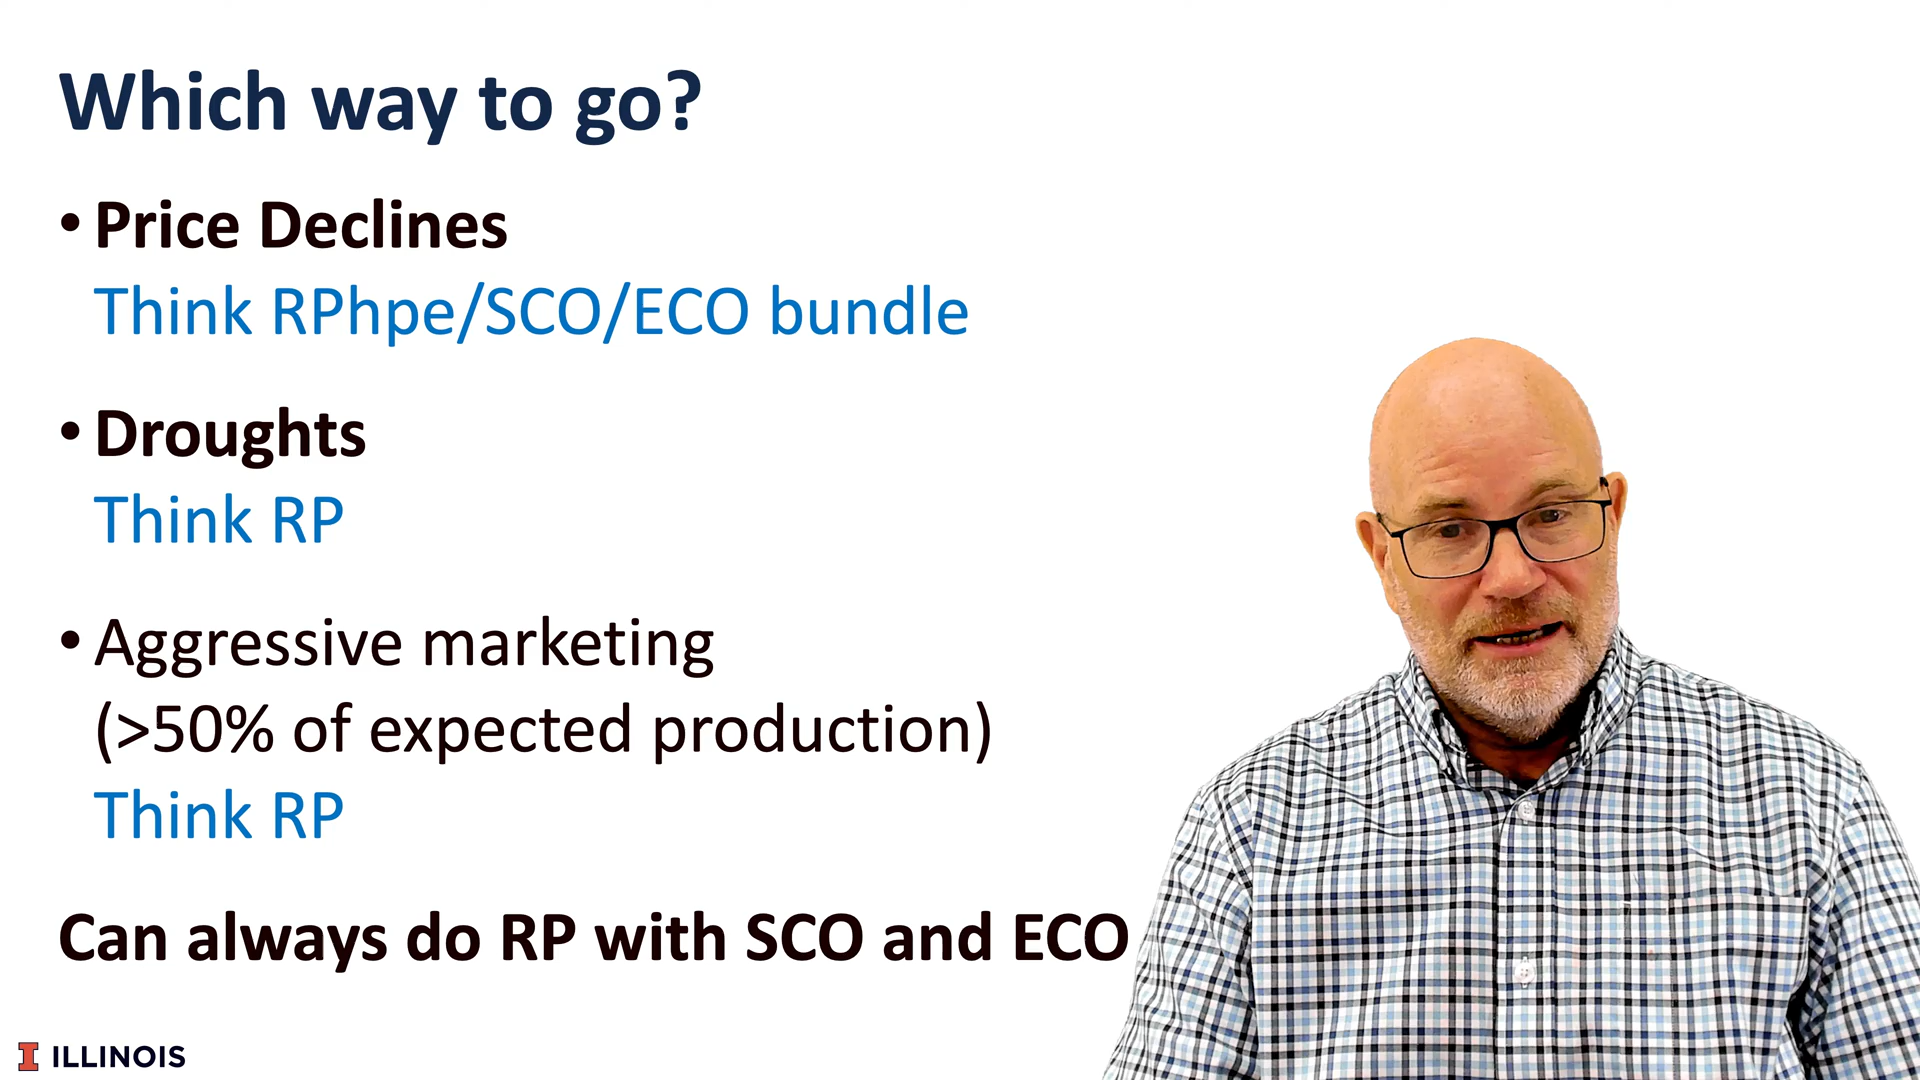 Which way to go?
• Price Declines
Think RPhpe/SCO/ECO bundle
• Droughts
Think RP
• Aggressive marketing
(>50% of expected production)
Think RP
Can always do RP with SCO and ECO
I ILLINOIS